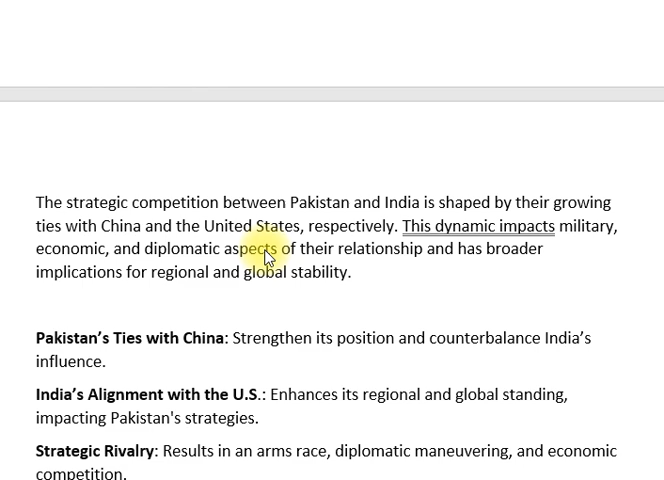 The strategic competition between Pakistan and India is shaped by their growing
ties with China and the United States, respectively. This dynamic impacts military,
economic, and diplomatic aspects of their relationship and has broader
implications for regional and global stability.
Pakistan’s Ties with China: Strengthen its position and counterbalance India’s
influence.
India’s Alignment with the U.S.: Enhances its regional and global standing,
impacting Pakistan's strategies.
Strategic Rivalry: Results in an arms race, diplomatic maneuvering, and economic
competition.